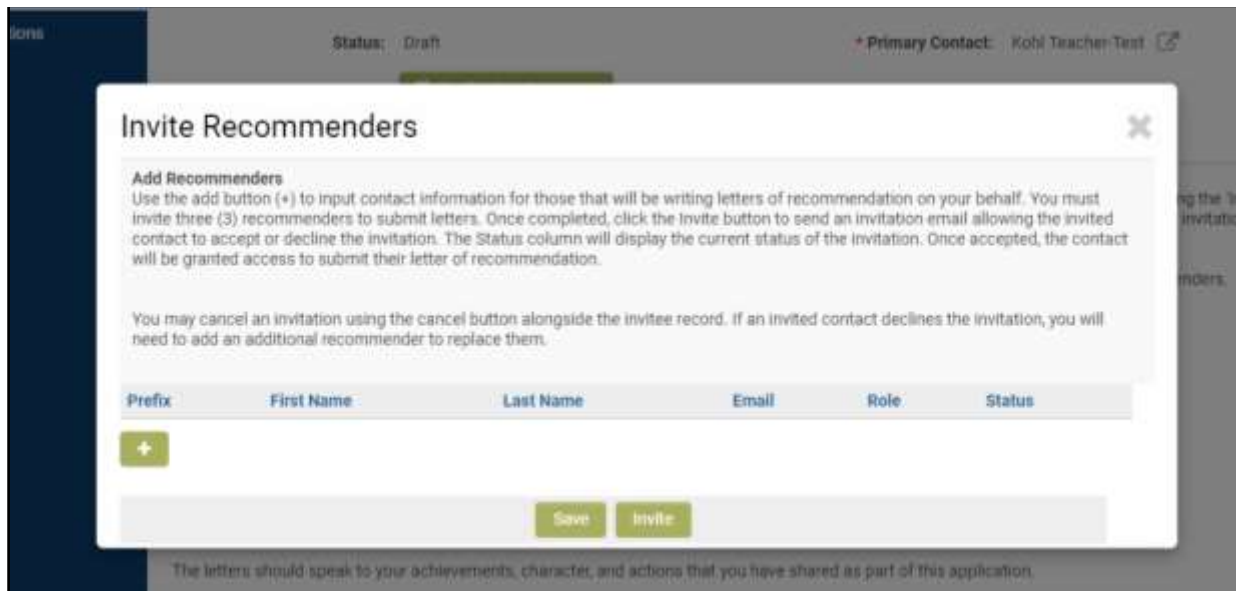 ions
Status: Draft
* Primary Contact: Kohl Teacher-Test
Invite Recommenders
Add Recommenders
Use the add button (+) to input contact information for those that will be writing letters of recommendation on your behalf. You must
invite three (3) recommenders to submit letters. Once completed, click the Invite button to send an invitation email allowing the invited
contact to accept or decline the invitation. The Status column will display the current status of the invitation. Once accepted, the contact
will be granted access to submit their letter of recommendation.
You may cancel an invitation using the cancel button alongside the invitee record. If an invited contact declines the invitation, you will
need to add an additional recommender to replace them.
Prefix First Name Last Name Email Role Status
+
Save Invite
The letters should speak to your achievements, character, and actions that you have shared as part of this application.